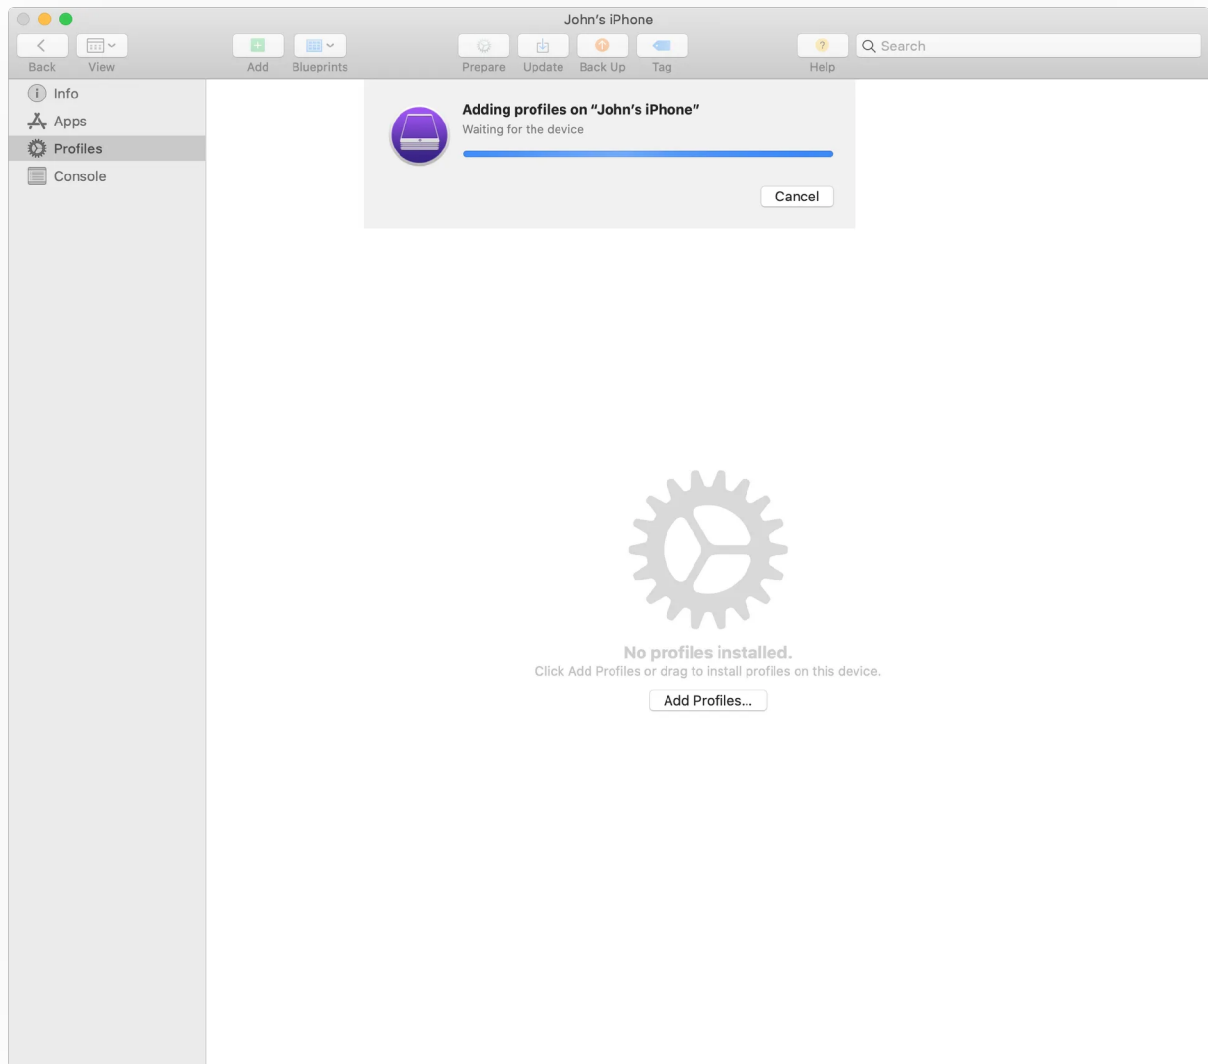 John's iPhone
Back View Add Blueprints Prepare Update Back Up Tag Help Search
Info
Apps
Profiles
Console
Adding profiles on “John’s iPhone”
Waiting for the device
Cancel
No profiles installed.
Click Add Profiles or drag to install profiles on this device.
Add Profiles...